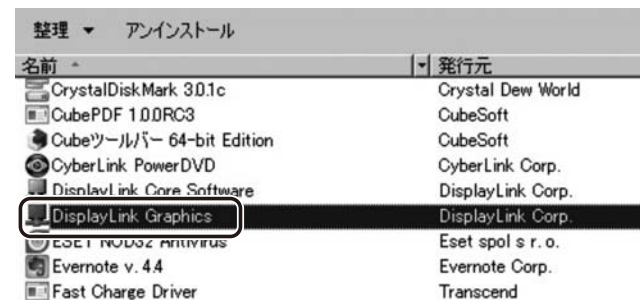 整理 ▼ アンインストール
名前 発行元
CrystalDiskMark 3.0.1c Crystal Dew World
CubePDF 1.0.0RC3 CubeSoft
Cubeツールバー 64-bit Edition CubeSoft
CyberLink PowerDVD CyberLink Corp.
DisplayLink Core Software DisplayLink Corp.
DisplayLink Graphics DisplayLink Corp.
ESET NOD32 Antivirus Eset spol s r. o.
Evernote v. 4.4 Evernote Corp.
Fast Charge Driver Transcend